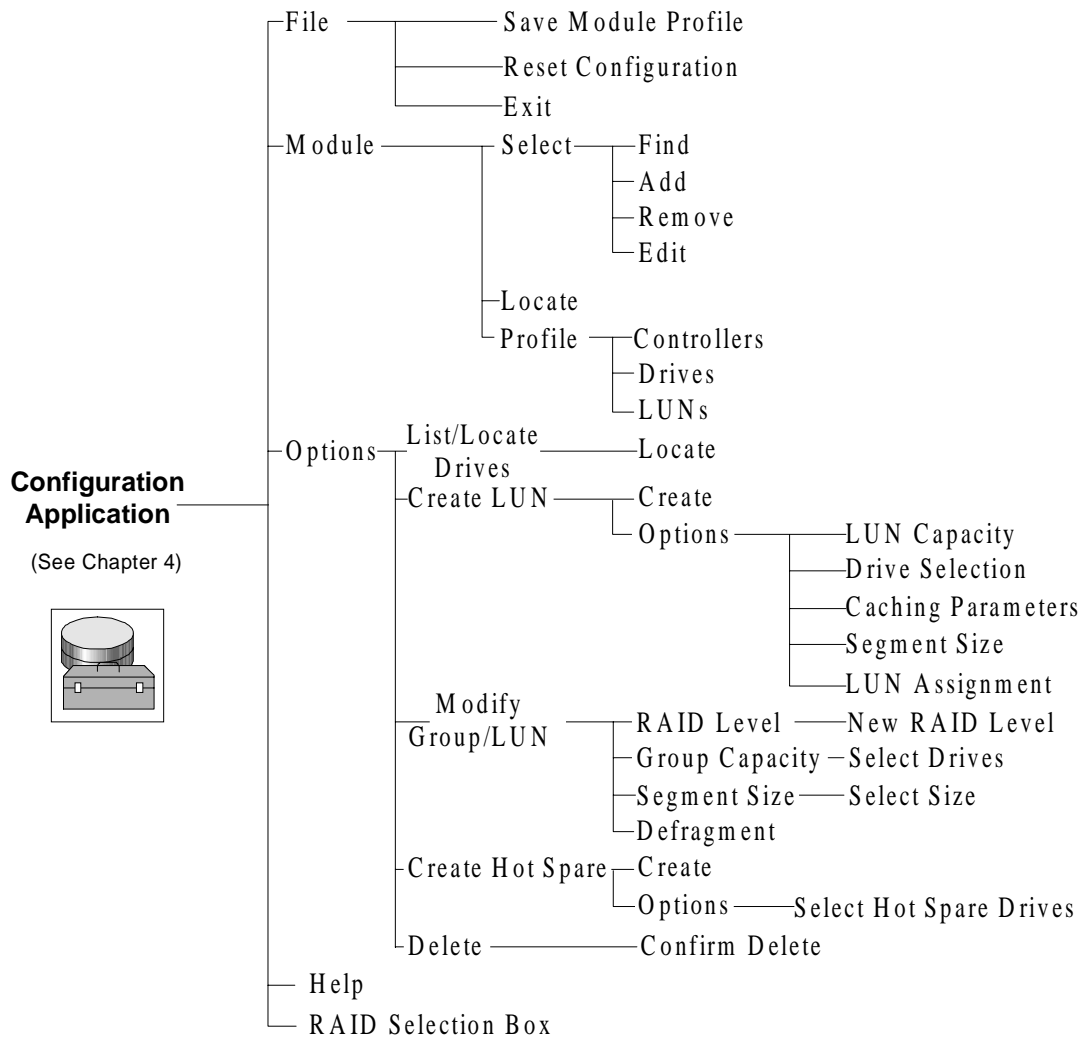 File
Save Module Profile
Reset Configuration
Exit
Module
Select
Find
Add
Remove
Edit
Locate
Profile
Controllers
Drives
LUNs
Options
List/Locate
Drives
Locate
Configuration
Application
(See Chapter 4)
Create LUN
Create
Options
LUN Capacity
Drive Selection
Caching Parameters
Segment Size
LUN Assignment
Modify
Group/LUN
RAID Level
New RAID Level
Group Capacity
Select Drives
Segment Size
Select Size
Defragment
Create Hot Spare
Create
Options
Select Hot Spare Drives
Delete
Confirm Delete
Help
RAID Selection Box